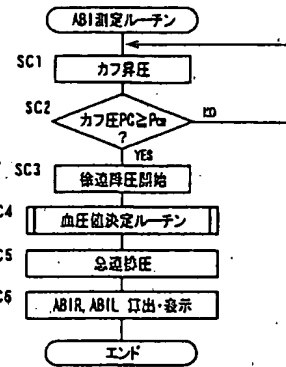 ABI測定ルーチン
SC1
カフ昇圧
SC2
カフ圧PC≧Pcm
?
NO
YES
SC3
徐速降圧開始
C4
血圧値決定ルーチン
C5
急速降圧
C6
ABIR, ABIL 算出・表示
エンド